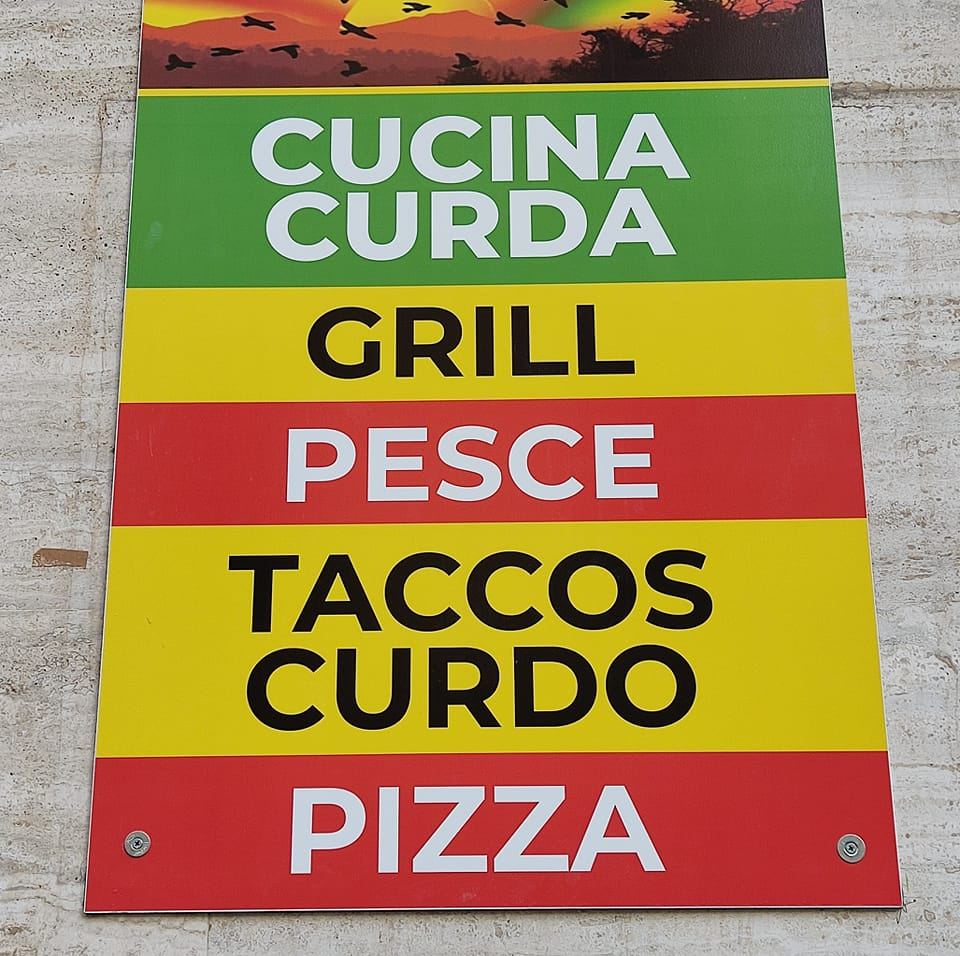 CUCINA
CURDA
GRILL
PESCE
TACCOS
CURDO
PIZZA